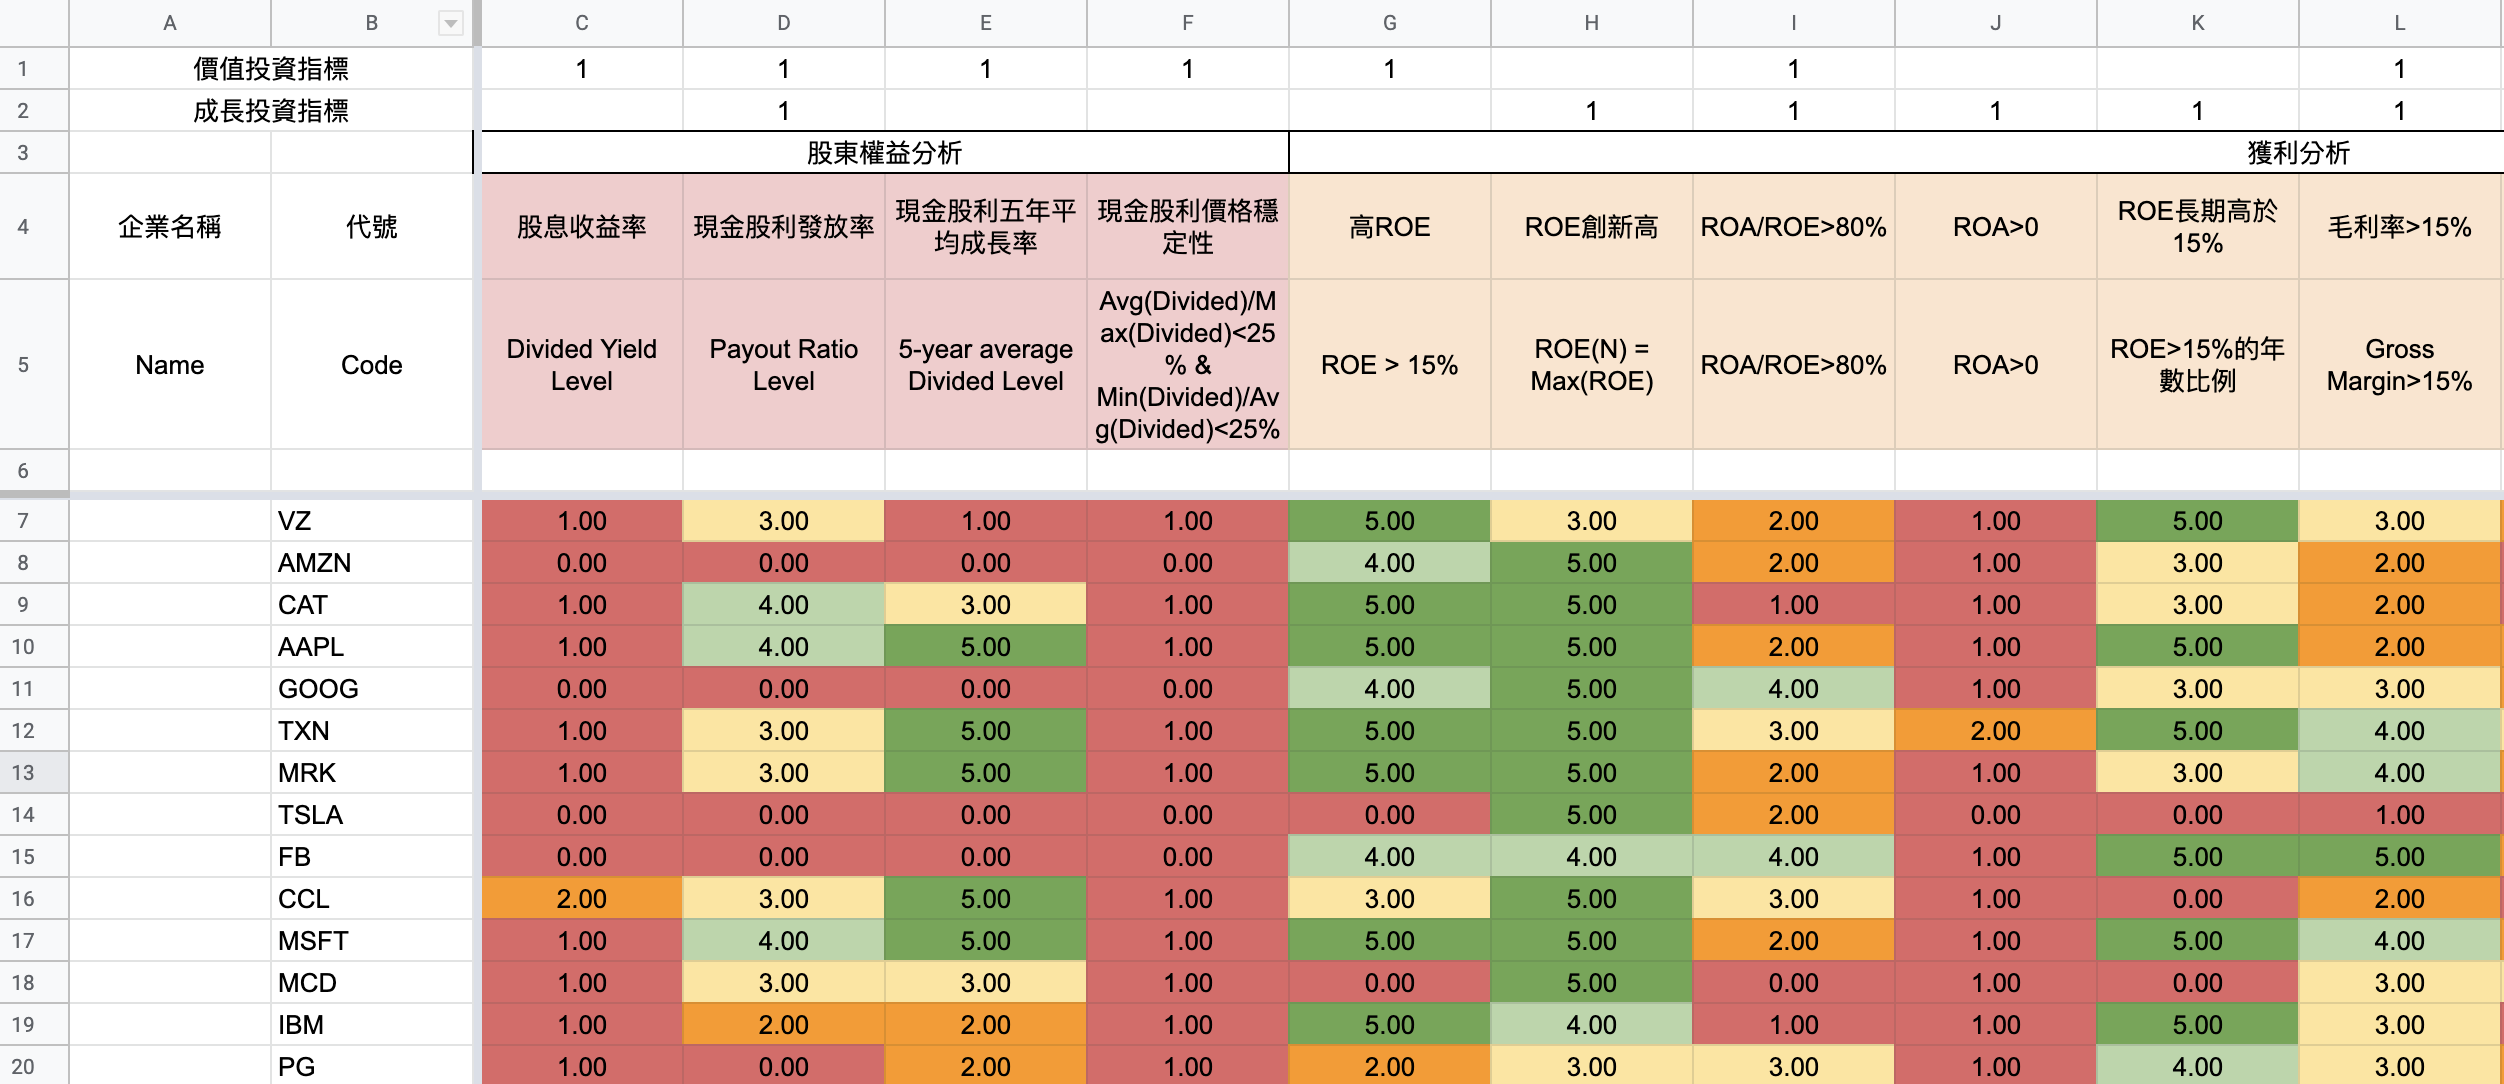 A B C D E F G H I J K L
1 價值投資指標 1 1 1 1 1 1 1
2 成長投資指標 1 1 1 1 1 1
3 股東權益分析 獲利分析
4 企業名稱 代號 股息收益率 現金股利發放率 現金股利五年平均成長率 現金股利價格穩定性 高ROE ROE創新高 ROA/ROE>80% ROA>0 ROE長期高於15% 毛利率>15%
5 Name Code Divided Yield Level Payout Ratio Level 5-year average Divided Level Avg(Divided)/Max(Divided)<25% & Min(Divided)/Avg(Divided)<25% ROE > 15% ROE(N) = Max(ROE) ROA/ROE>80% ROA>0 ROE>15%的年數比例 Gross Margin>15%
6
7 VZ 1.00 3.00 1.00 1.00 5.00 3.00 2.00 1.00 5.00 3.00
8 AMZN 0.00 0.00 0.00 0.00 4.00 5.00 2.00 1.00 3.00 2.00
9 CAT 1.00 4.00 3.00 1.00 5.00 5.00 1.00 1.00 3.00 2.00
10 AAPL 1.00 4.00 5.00 1.00 5.00 5.00 2.00 1.00 5.00 2.00
11 GOOG 0.00 0.00 0.00 0.00 4.00 5.00 4.00 1.00 3.00 3.00
12 TXN 1.00 3.00 5.00 1.00 5.00 5.00 3.00 2.00 5.00 4.00
13 MRK 1.00 3.00 5.00 1.00 5.00 5.00 2.00 1.00 3.00 4.00
14 TSLA 0.00 0.00 0.00 0.00 0.00 5.00 2.00 0.00 0.00 1.00
15 FB 0.00 0.00 0.00 0.00 4.00 4.00 4.00 1.00 5.00 5.00
16 CCL 2.00 3.00 5.00 1.00 3.00 5.00 3.00 1.00 0.00 2.00
17 MSFT 1.00 4.00 5.00 1.00 5.00 5.00 2.00 1.00 5.00 4.00
18 MCD 1.00 3.00 3.00 1.00 0.00 5.00 0.00 1.00 0.00 3.00
19 IBM 1.00 2.00 2.00 1.00 5.00 4.00 1.00 1.00 5.00 3.00
20 PG 1.00 0.00 2.00 1.00 2.00 3.00 3.00 1.00 4.00 3.00